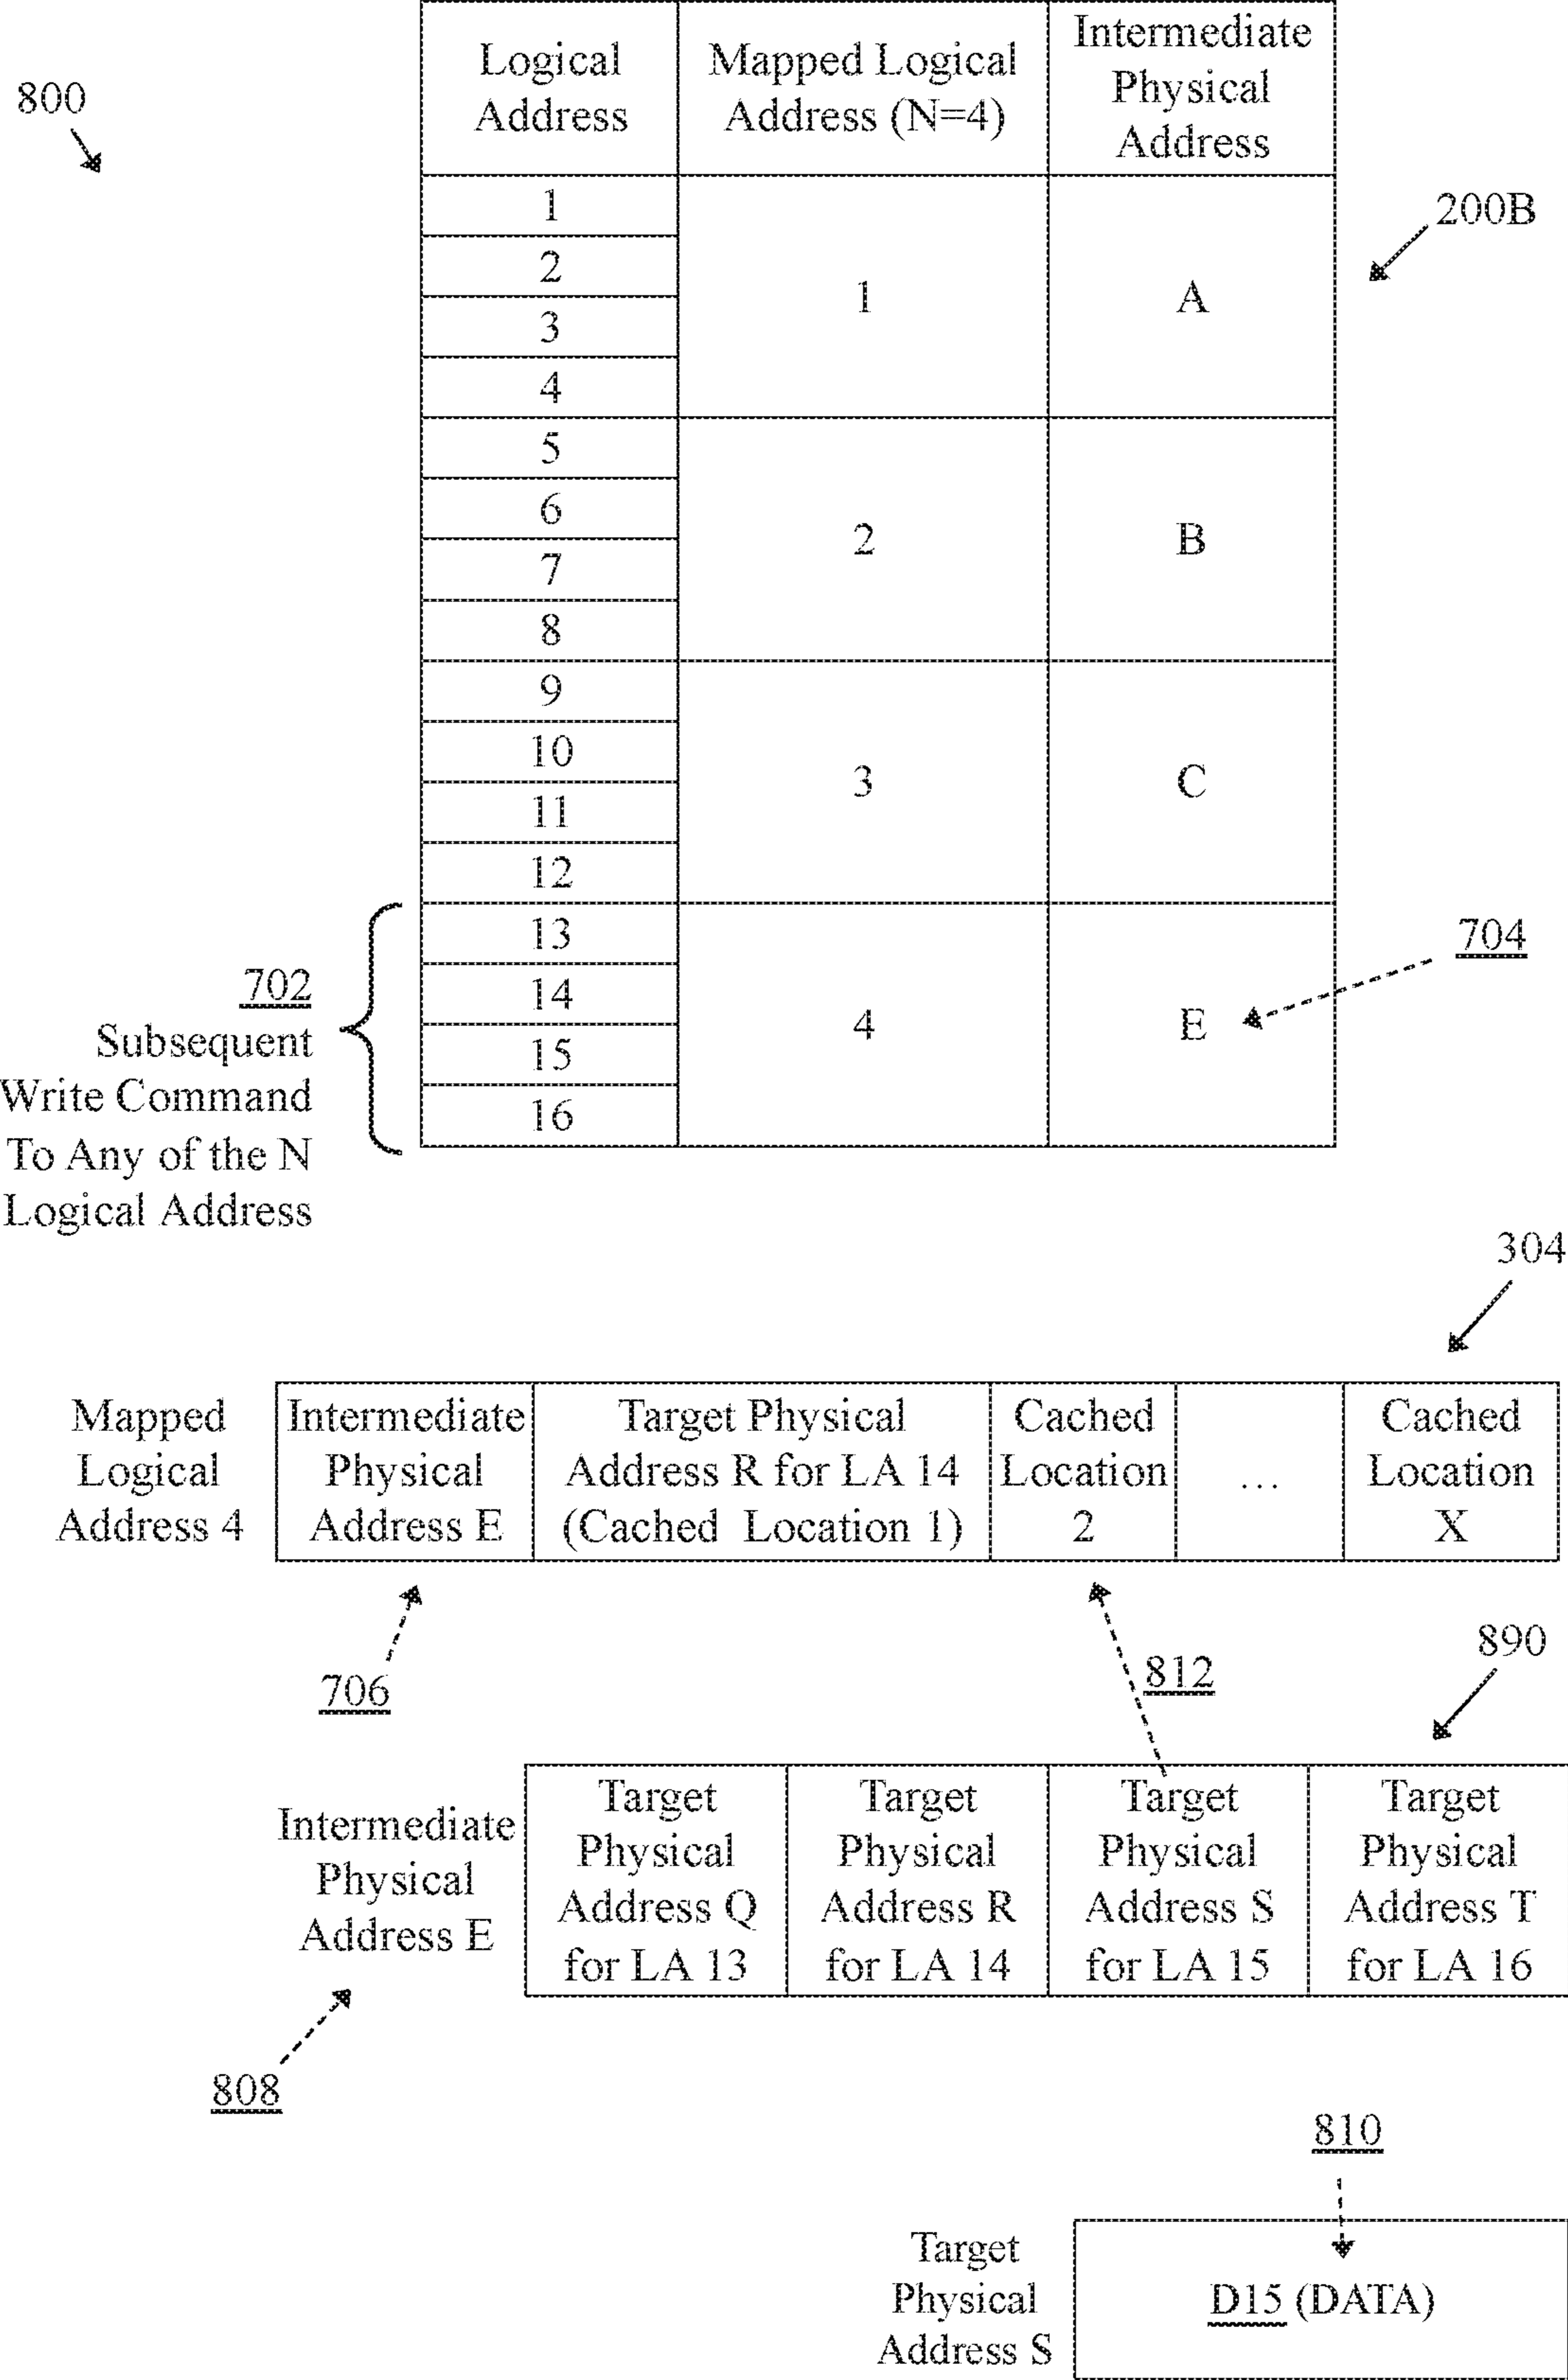 800
Logical
Address
Mapped Logical
Address (N=4)
Intermediate
Physical
Address
200B
1
2
3
4
1
A
5
6
7
8
2
B
9
10
11
12
3
C
13
14
15
16
4
E
704
702
Subsequent
Write Command
To Any of the N
Logical Address
304
Mapped
Logical
Address 4
Intermediate
Physical
Address E
Target Physical
Address R for LA 14
(Cached Location 1)
Cached
Location
2
...
Cached
Location
X
706
812
890
Intermediate
Physical
Address E
Target
Physical
Address Q
for LA 13
Target
Physical
Address R
for LA 14
Target
Physical
Address S
for LA 15
Target
Physical
Address T
for LA 16
808
810
Target
Physical
Address S
D15 (DATA)